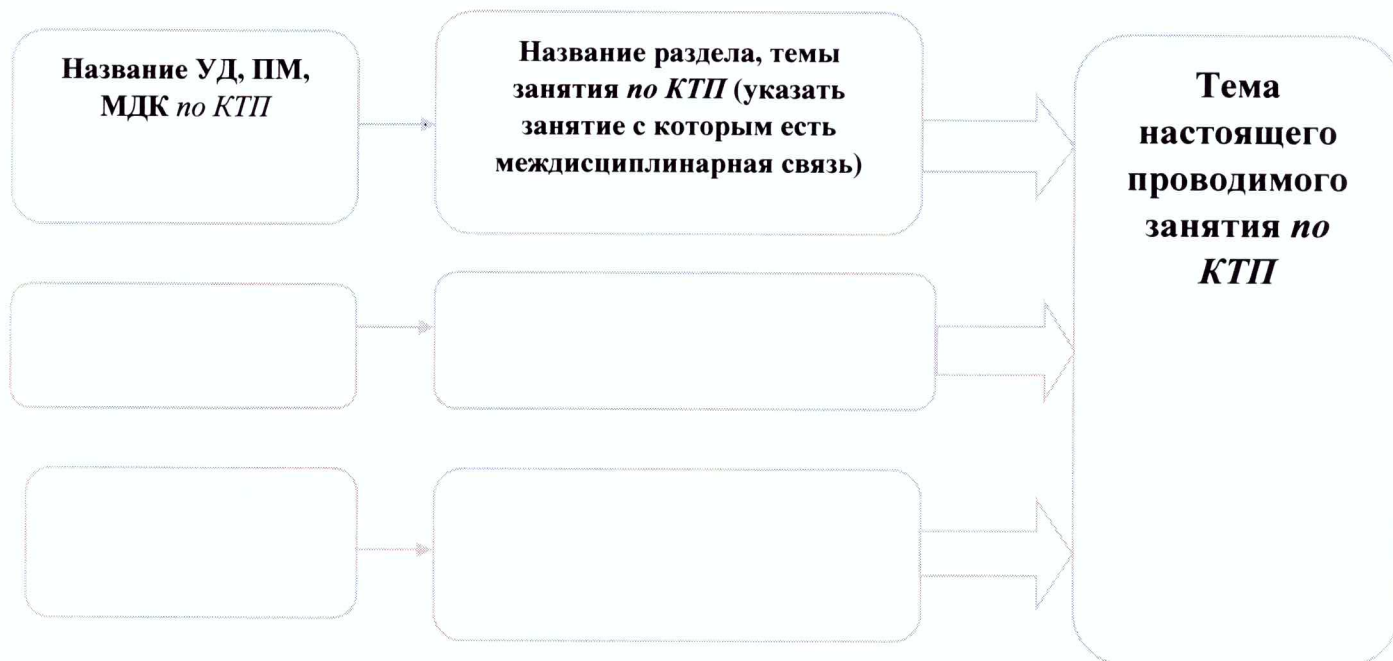 Название УД, ПМ,
МДК по КТП
Название раздела, темы
занятия по КТП (указать
занятие с которым есть
междисциплинарная связь)
Тема
настоящего
проводимого
занятия по
КТП